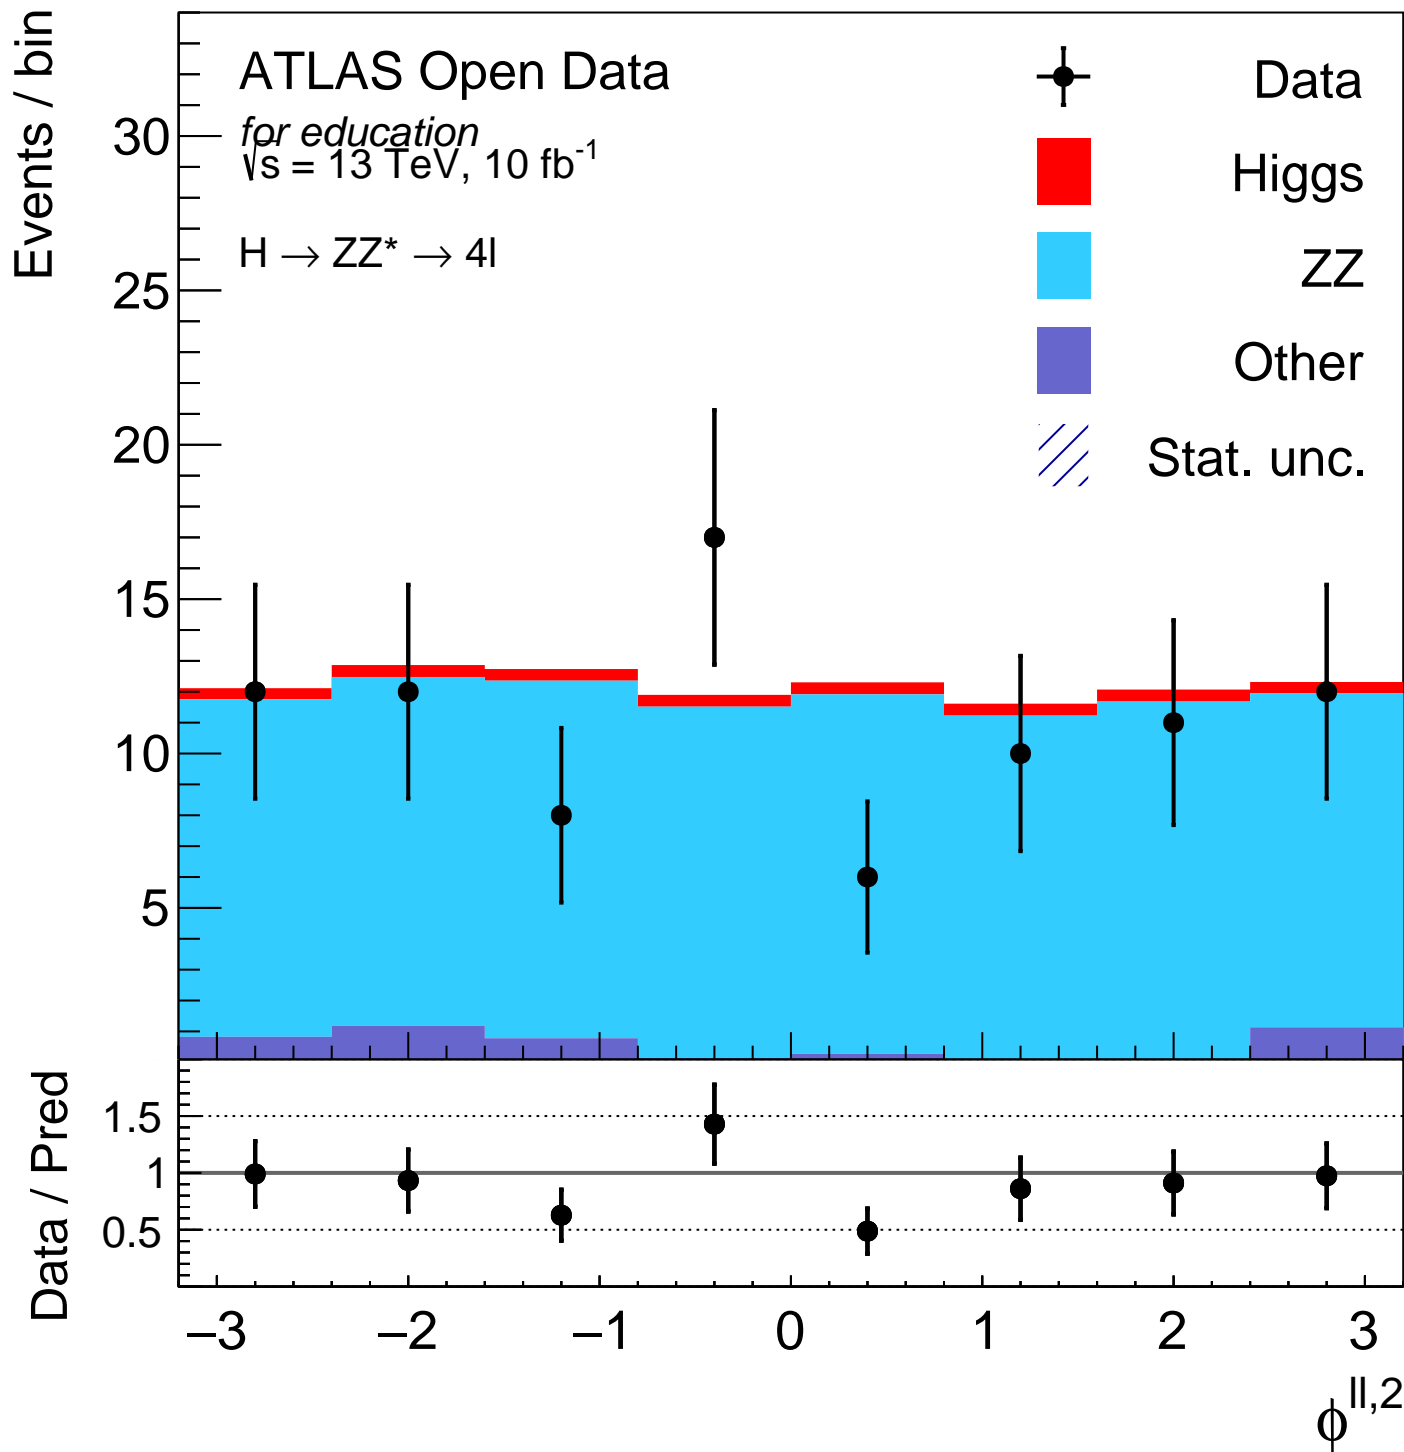 Events / bin
ATLAS Open Data
for education
√s = 13 TeV, 10 fb-1
H → ZZ* → 4l
Data
Higgs
ZZ
Other
Stat. unc.
30
25
20
15
10
5
Data / Pred
1.5
1
0.5
−3 −2 −1 0 1 2 3
ϕll,2